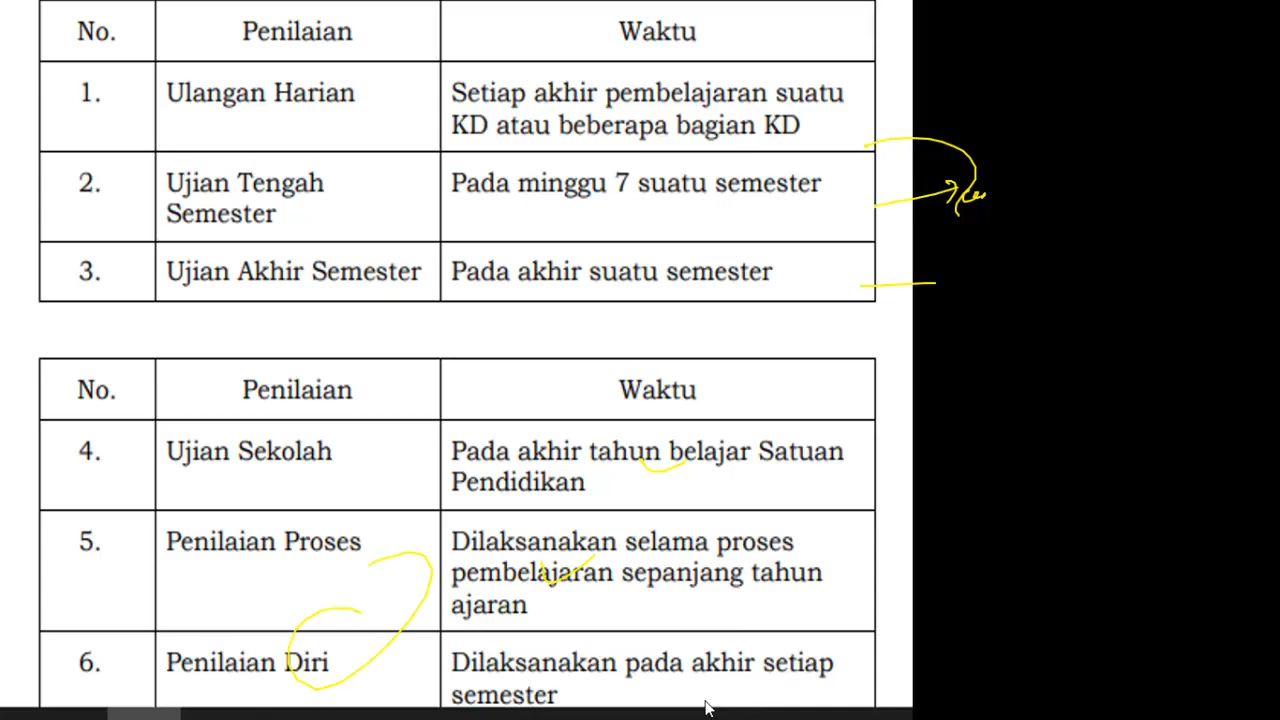 No. Penilaian Waktu
1. Ulangan Harian Setiap akhir pembelajaran suatu
KD atau beberapa bagian KD
2. Ujian Tengah Pada minggu 7 suatu semester
Semester
3. Ujian Akhir Semester Pada akhir suatu semester
No. Penilaian Waktu
4. Ujian Sekolah Pada akhir tahun belajar Satuan
Pendidikan
5. Penilaian Proses Dilaksanakan selama proses
pembelajaran sepanjang tahun
ajaran
6. Penilaian Diri Dilaksanakan pada akhir setiap
semester